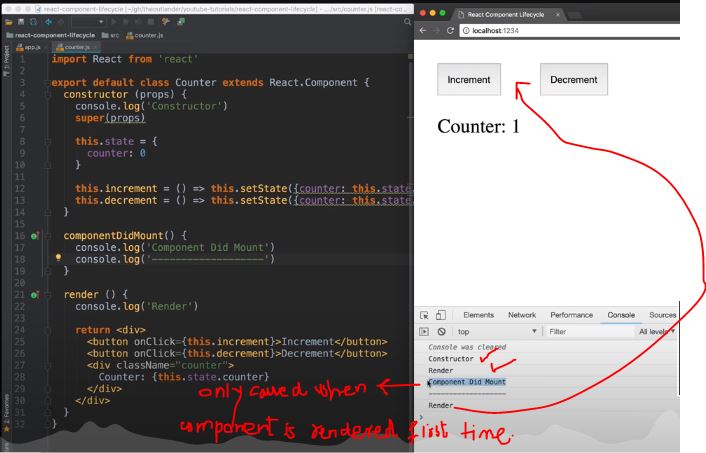 react-component-lifecycle [~/gh/theoutlander/youtube-tutorials/react-component-lifecycle] - .../src/counter.js [react-co
react-component-lifecycle src counter.js
app.js × counter.js ×
1: Project
1 import React from 'react'
2
3 export default class Counter extends React.Component {
4 constructor (props) {
5 console.log('Constructor')
6 super(props)
7
8 this.state = {
9 counter: 0
10 }
11
12 this.increment = () => this.setState({counter: this.state.
13 this.decrement = () => this.setState({counter: this.state.
14 }
15
16 componentDidMount() {
17 console.log('Component Did Mount')
18 console.log('--------------------')
19 }
20
21 render () {
22 console.log('Render')
23
24 return <div>
25 <button onClick={this.increment}>Increment</button>
26 <button onClick={this.decrement}>Decrement</button>
27 <div className="counter">
28 Counter: {this.state.counter}
29 </div>
30 </div>
31 }
32 }
2: Favorites
React Component Lifecycle ×
localhost:1234
Increment Decrement
Counter: 1
Elements Network Performance Console Sources
top Filter All levels
Console was cleared
Constructor
Render
Component Did Mount
--------------------
Render
only called when
component is rendered first time.